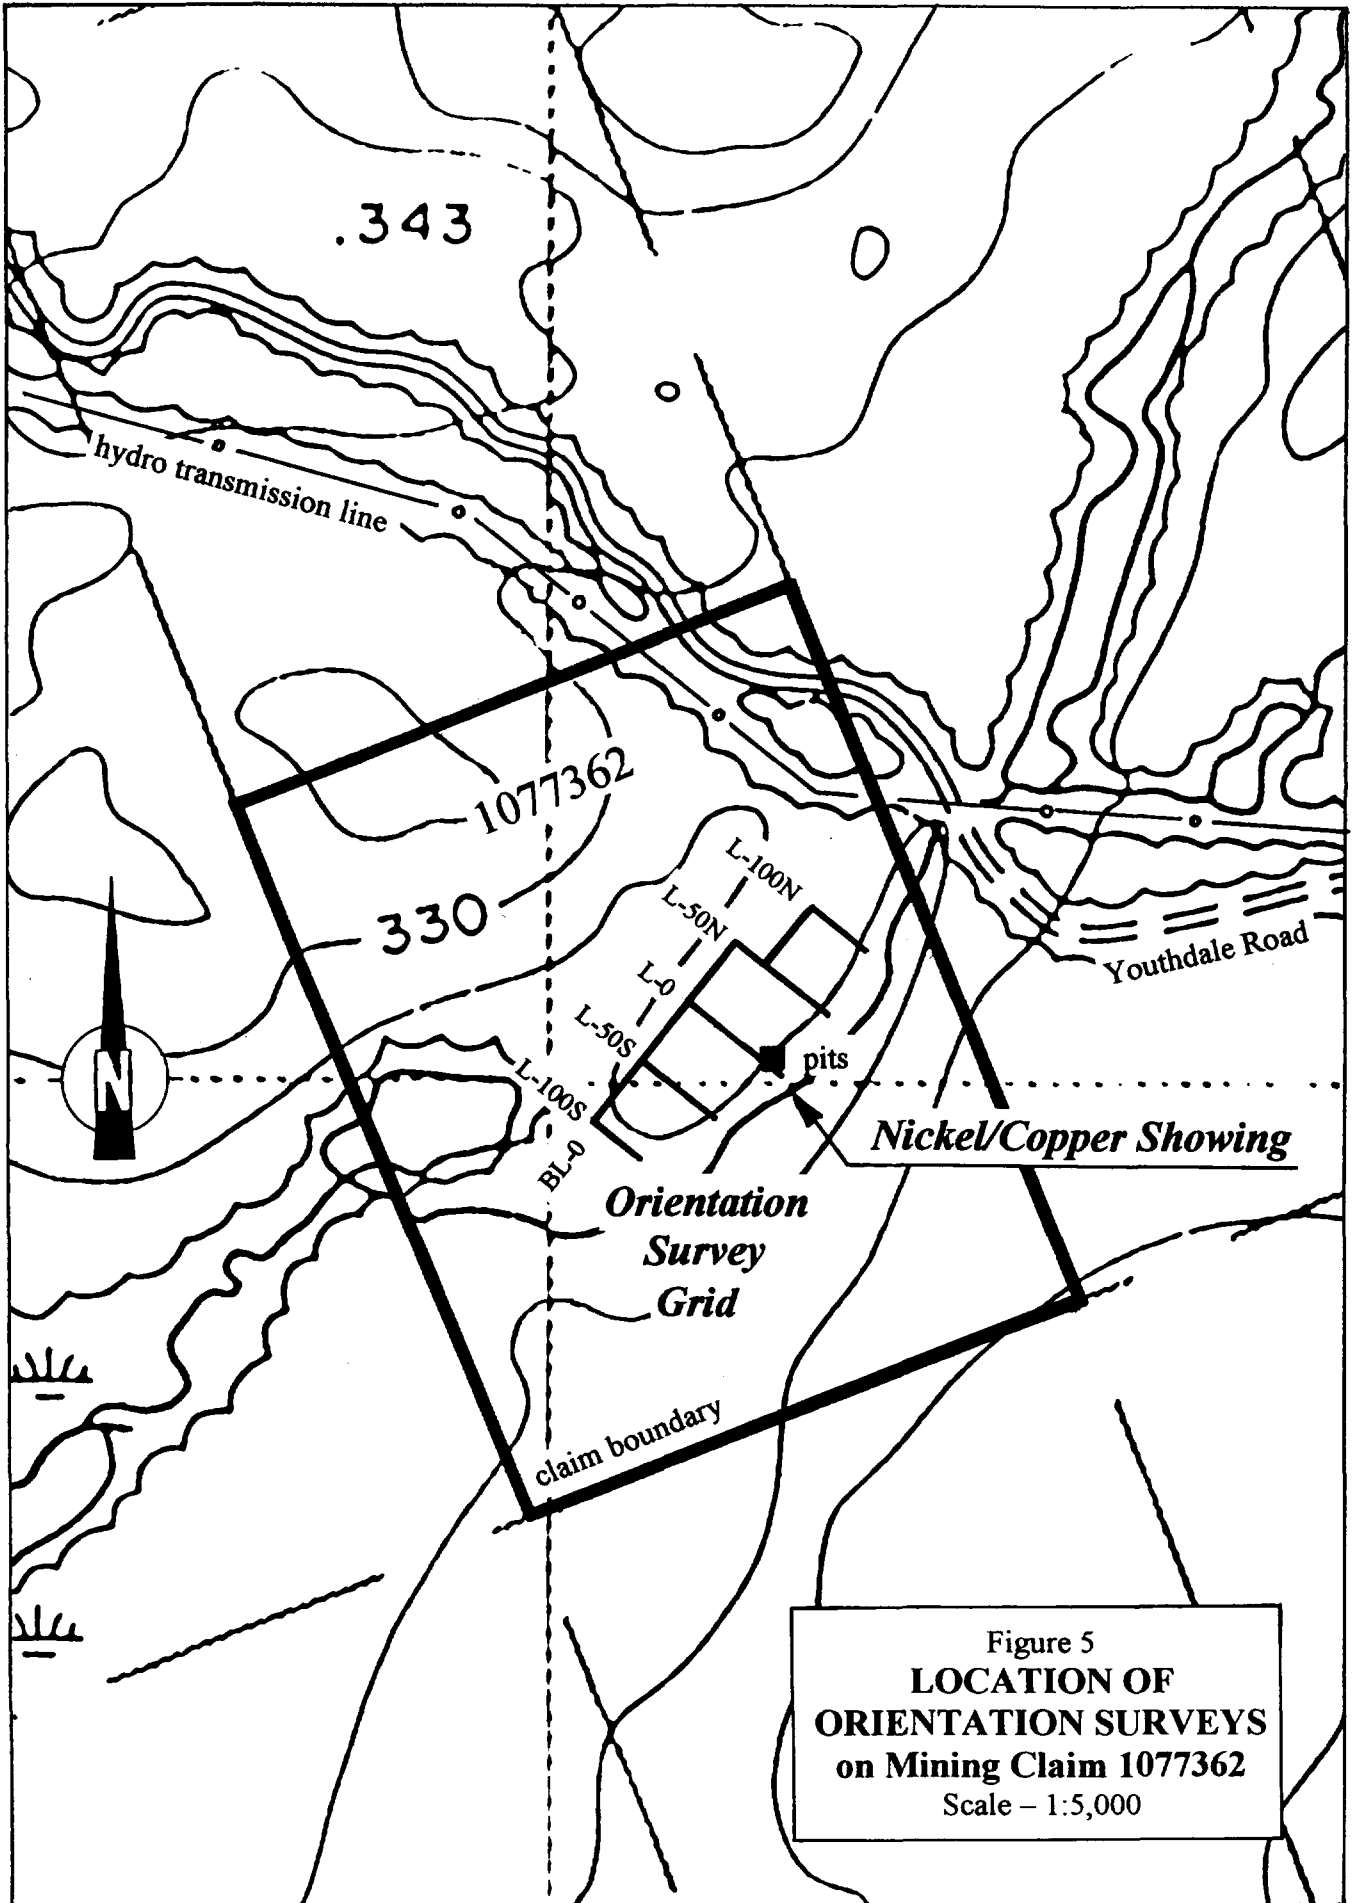 .343
hydro transmission line
1077362
330
L-100N
L-50N
L-0
L-50S
L-100S
BL-0
pits
Youthdale Road
N
Nickel/Copper Showing
Orientation
Survey
Grid
claim boundary
Figure 5
LOCATION OF
ORIENTATION SURVEYS
on Mining Claim 1077362
Scale – 1:5,000